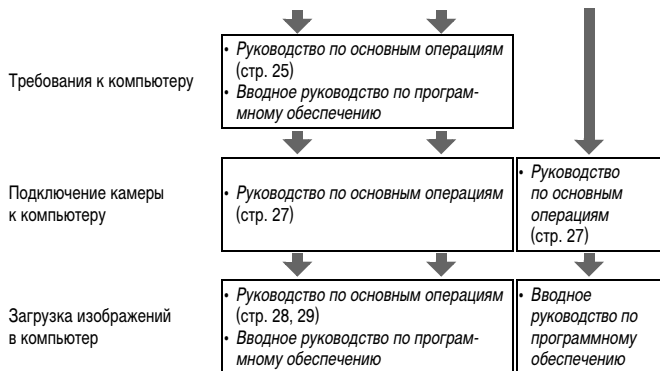 Требования к компьютеру
• Руководство по основным операциям
(стр. 25)
• Вводное руководство по програм-
мному обеспечению
Подключение камеры
к компьютеру
• Руководство по основным операциям
(стр. 27)
• Руководство
по основным
операциям
(стр. 27)
Загрузка изображений
в компьютер
• Руководство по основным операциям
(стр. 28, 29)
• Вводное руководство по програм-
мному обеспечению
• Вводное
руководство по
программному
обеспечению